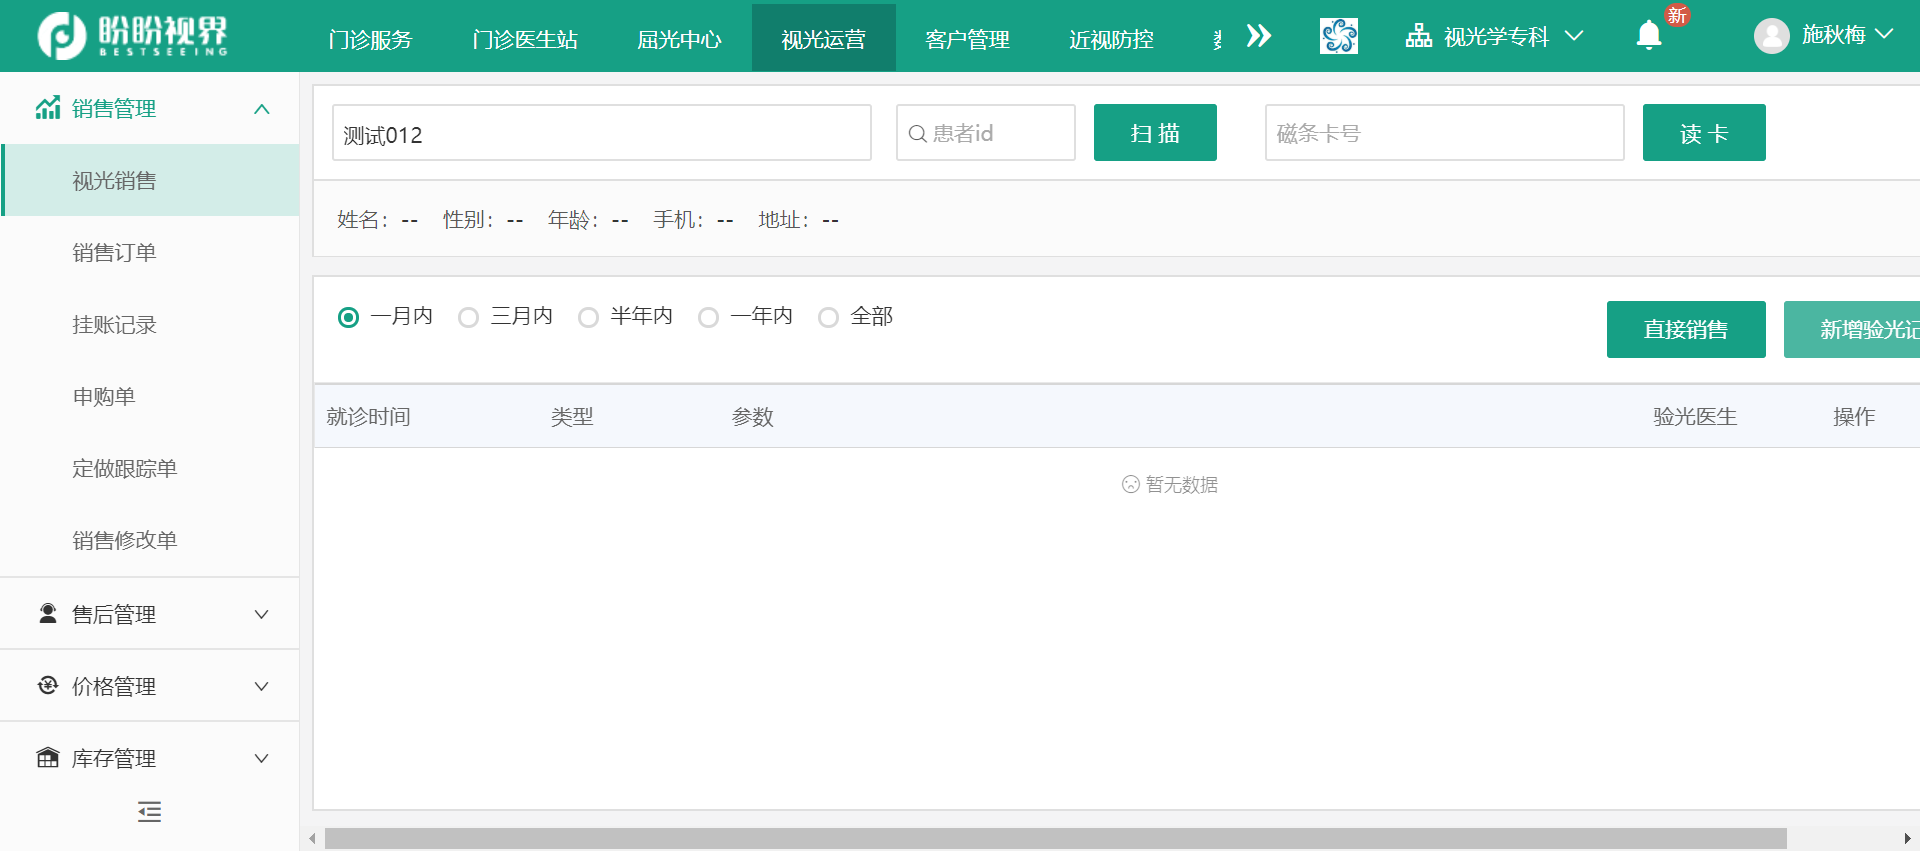 盼盼视界
BESTSEEING
门诊服务 门诊医生站 屈光中心 视光运营 客户管理 近视防控
视光学专科
新
施秋梅
销售管理
视光销售
销售订单
挂账记录
申购单
定做跟踪单
销售修改单
售后管理
价格管理
库存管理
测试012 患者id 扫描 磁条卡号 读卡
姓名：-- 性别：-- 年龄：-- 手机：-- 地址：--
一月内 三月内 半年内 一年内 全部
直接销售 新增验光记
就诊时间 类型 参数 验光医生 操作
暂无数据